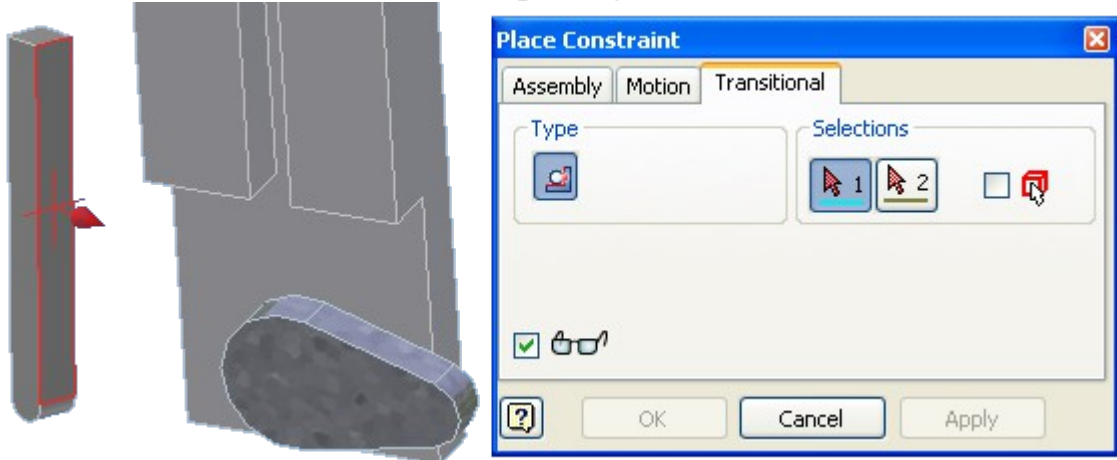 Place Constraint
Assembly Motion Transitional
Type
Selections
1 2
OK Cancel Apply